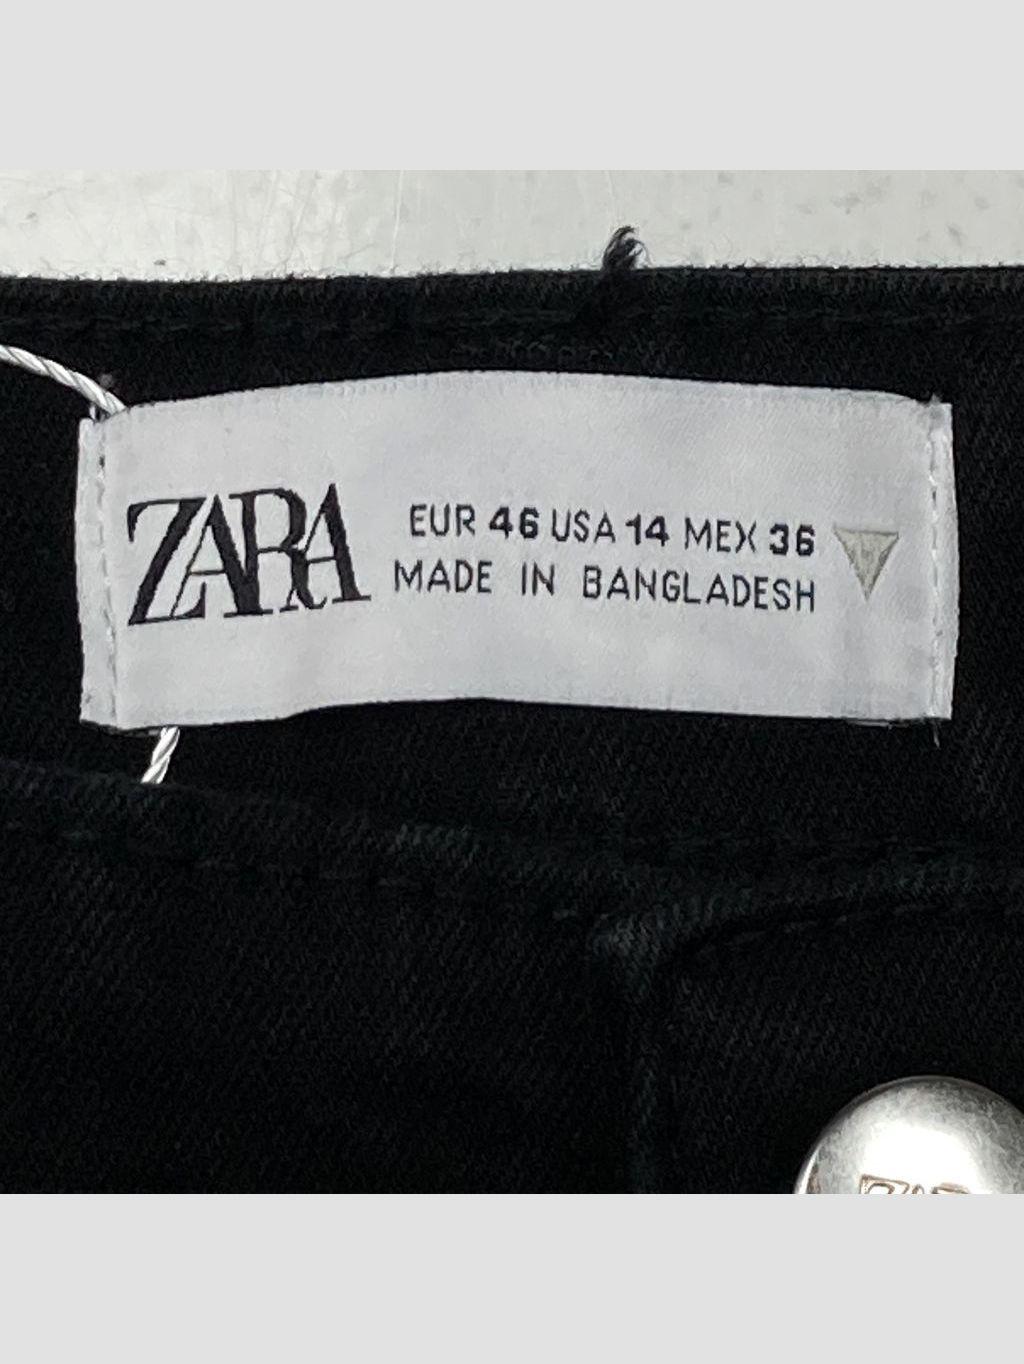 ZARA
EUR 46 USA 14 MEX 36
MADE IN BANGLADESH